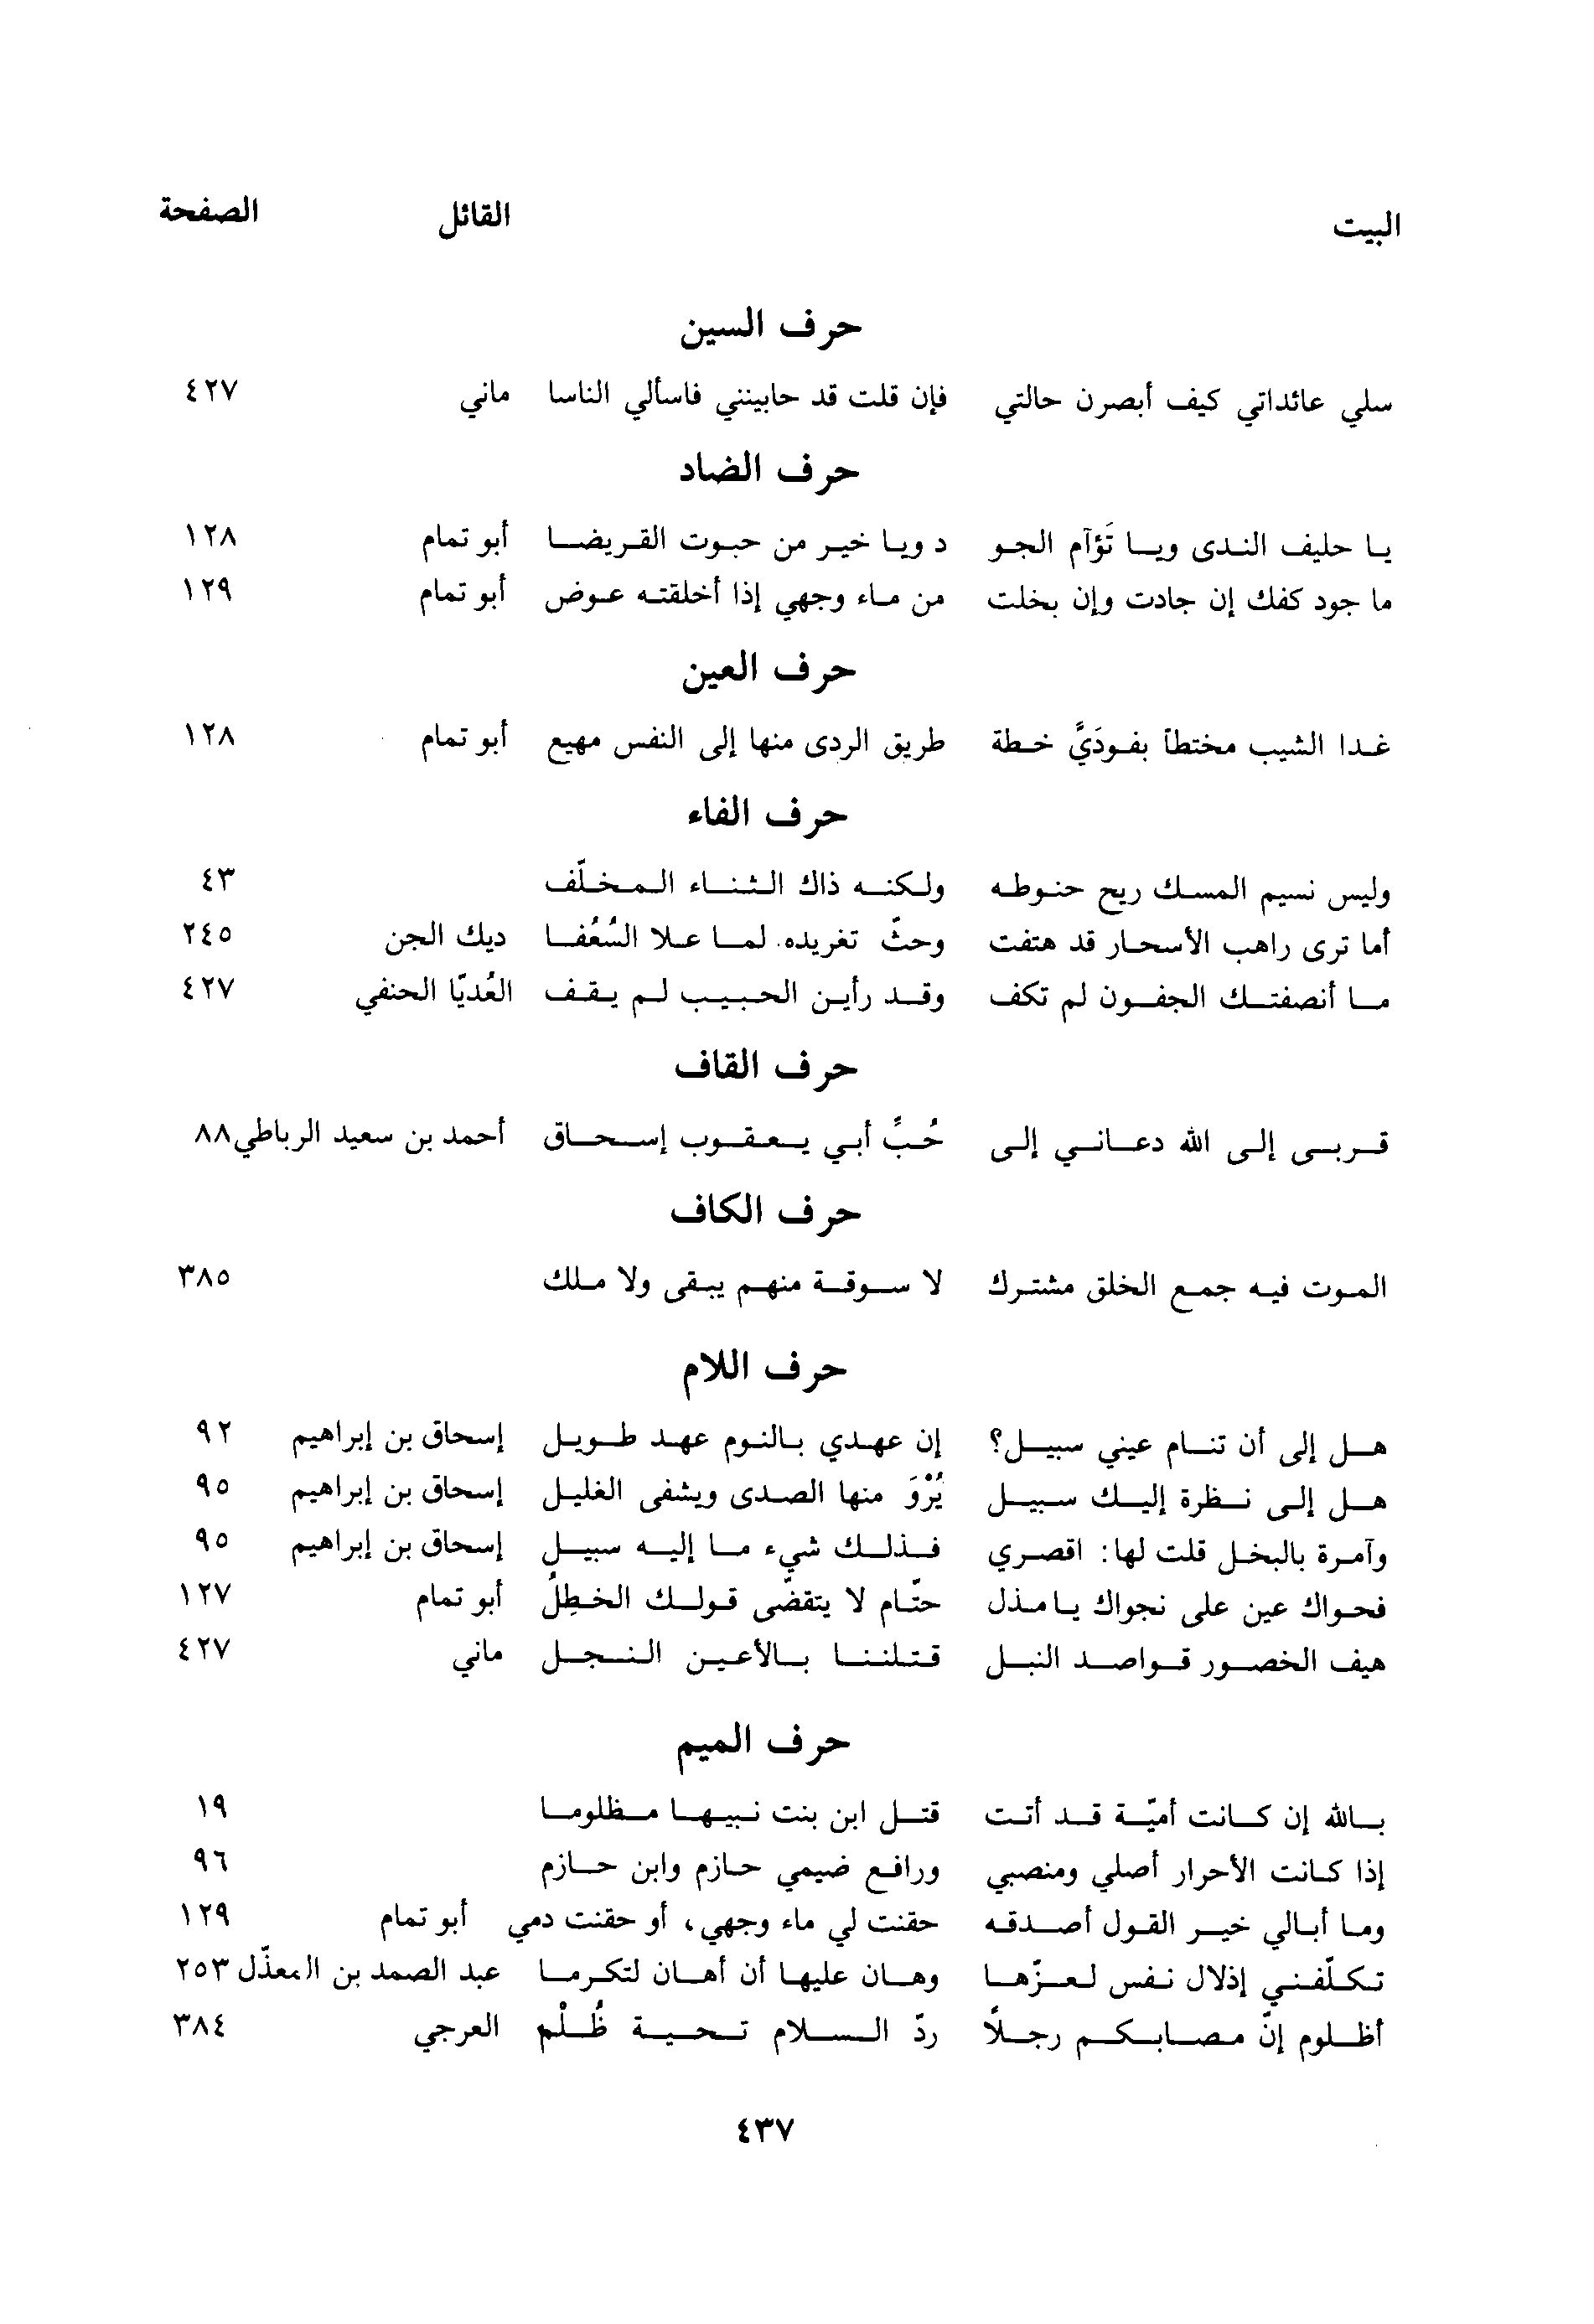 البيت القائل الصفحة
حرف السين
سلي عائداتي كيف أبصرن حالتي فإن قلت قد حابينني فاسألي الناسا ماني ٤٢٧
حرف الضاد
يا حليف الندى ويا تَؤآم الجو د ويا خير من حبوت القريضا أبو تمام ١٢٨
ما جود كفك إن جادت وإن بخلت من ماء وجهي إذا أخلقته عوض أبو تمام ١٢٩
حرف العين
غدا الشيب مختطاً بفودَيَّ خطة طريق الردى منها إلى النفس مهيع أبو تمام ١٢٨
حرف الفاء
وليس نسيم المسك ريح حنوطه ولكنه ذاك الثناء المخلّف ٤٣
أما ترى راهب الأسحار قد هتفت وحثّ تغريده. لما علا السُعُفا ديك الجن ٢٤٥
ما أنصفتك الجفون لم تكف وقد رأين الحبيب لم يقف العُديّا الحنفي ٤٢٧
حرف القاف
قربى إلى الله دعاني إلى حُبِّ أبي يعقوب إسحاق أحمد بن سعيد الرباطي ٨٨
حرف الكاف
الموت فيه جمع الخلق مشترك لا سوقة منهم يبقى ولا ملك ٣٨٥
حرف اللام
هل إلى أن تنام عيني سبيل؟ إن عهدي بالنوم عهد طويل إسحاق بن إبراهيم ٩٢
هل إلى نظرة إليك سبيل يُرْوَ منها الصدى ويشفى الغليل إسحاق بن إبراهيم ٩٥
وآمرة بالبخل قلت لها: اقصري فذلك شيء ما إليه سبيل إسحاق بن إبراهيم ٩٥
فحواك عين على نجواك يا مذل حتّام لا يتقضّى قولك الخطِلُ أبو تمام ١٢٧
هيف الخصور قواصد النبل قتلننا بالأعين النجل ماني ٤٢٧
حرف الميم
بالله إن كانت أميّة قد أتت قتل ابن بنت نبيها مظلوما ١٩
إذا كانت الأحرار أصلي ومنصبي ورافع ضيمي حازم وابن حازم ٩٦
وما أبالي خير القول أصدقه حقنت لي ماء وجهي، أو حقنت دمي أبو تمام ١٢٩
تكلّفني إذلال نفس لعزّها وهان عليها أن أهان لتكرما عبد الصمد بن المعذّل ٢٥٣
أظلوم إنّ مصابكم رجلاً ردّ السلام تحية ظُلْم العرجي ٣٨٤
٤٣٧